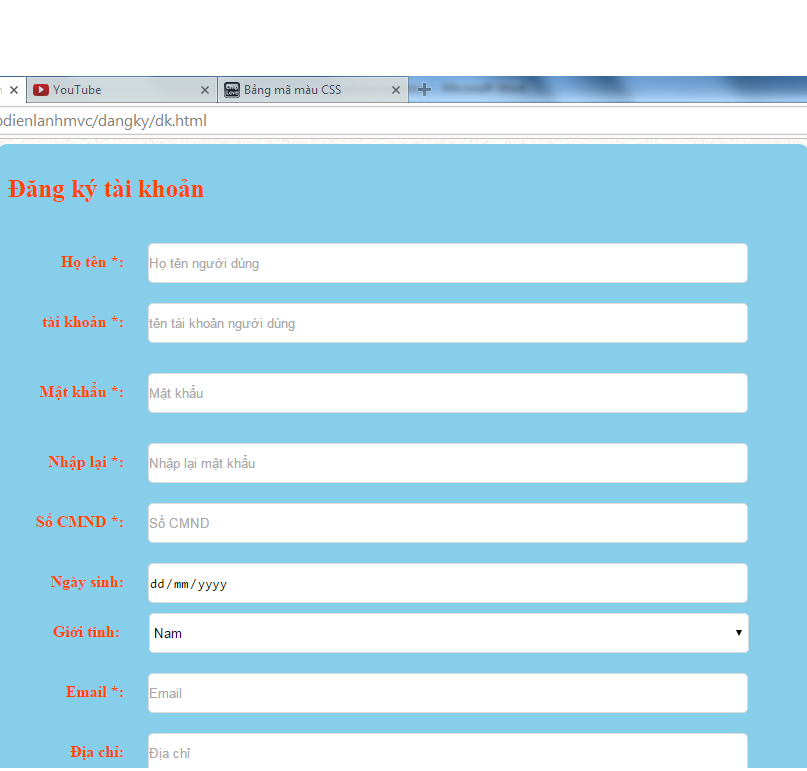 YouTube
Bảng mã màu CSS
dienlanhmvc/dangky/dk.html
Đăng ký tài khoản
Họ tên *:
Họ tên người dùng
tài khoản *:
tên tài khoản người dùng
Mật khẩu *:
Mật khẩu
Nhập lại *:
Nhập lại mật khẩu
Số CMND *:
Số CMND
Ngày sinh:
dd/mm/yyyy
Giới tính:
Nam
Email *:
Email
Địa chỉ:
Địa chỉ